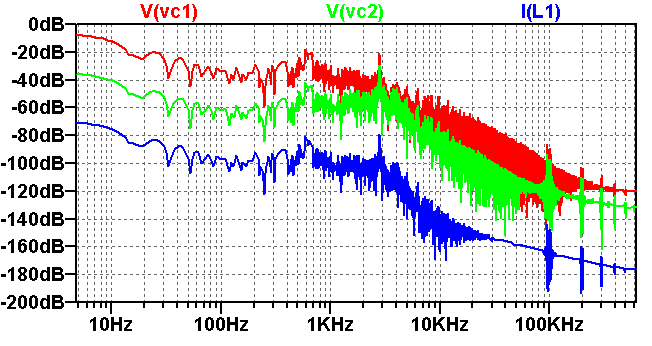 V(vc1) V(vc2) I(L1)
0dB
-20dB
-40dB
-60dB
-80dB
-100dB
-120dB
-140dB
-160dB
-180dB
-200dB
10Hz 100Hz 1KHz 10KHz 100KHz